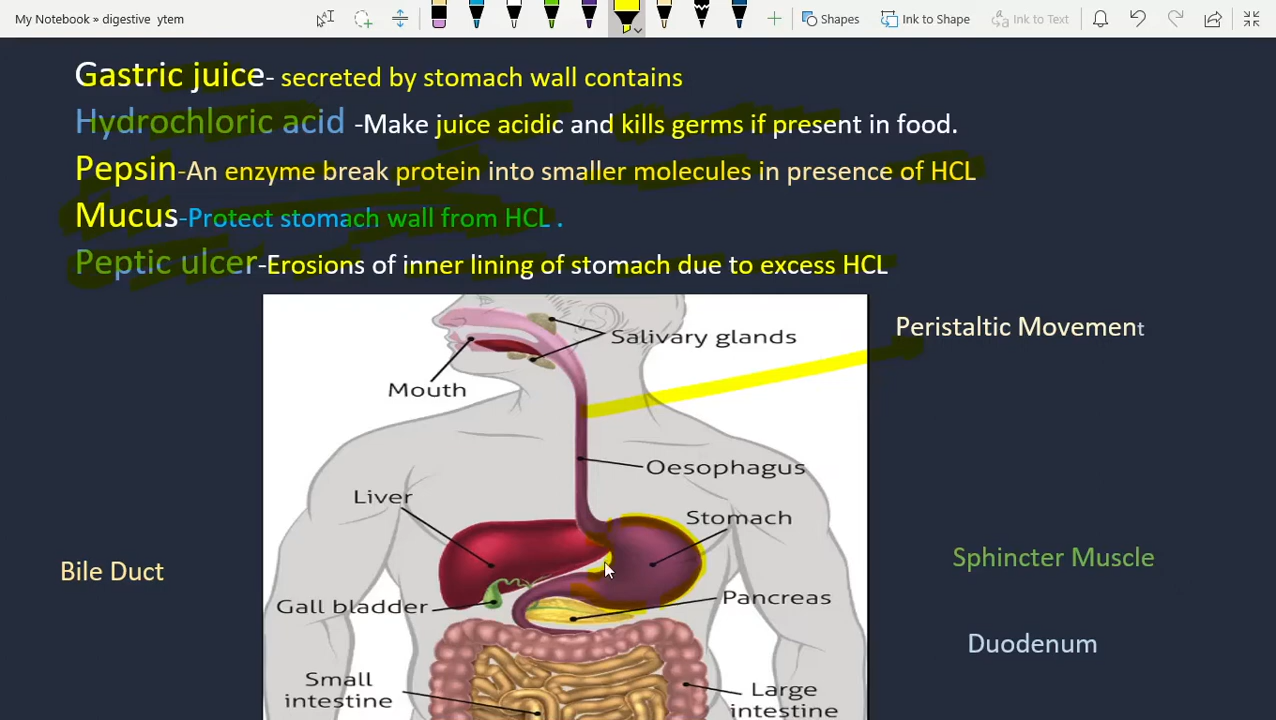 My Notebook » digestive ytem
Shapes
Ink to Shape
Ink to Text
Gastric juice- secreted by stomach wall contains
Hydrochloric acid -Make juice acidic and kills germs if present in food.
Pepsin-An enzyme break protein into smaller molecules in presence of HCL
Mucus-Protect stomach wall from HCL .
Peptic ulcer-Erosions of inner lining of stomach due to excess HCL
Peristaltic Movement
Salivary glands
Mouth
Oesophagus
Liver
Stomach
Sphincter Muscle
Bile Duct
Gall bladder
Pancreas
Duodenum
Small
intestine
Large
intestine